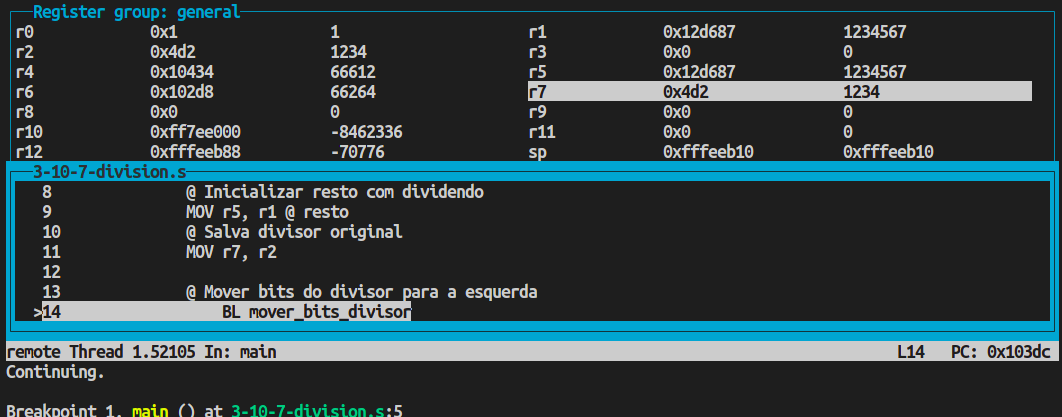 Register group: general
r0 0x1 1 r1 0x12d687 1234567
r2 0x4d2 1234 r3 0x0 0
r4 0x10434 66612 r5 0x12d687 1234567
r6 0x102d8 66264 r7 0x4d2 1234
r8 0x0 0 r9 0x0 0
r10 0xff7ee000 -8462336 r11 0x0 0
r12 0xfffeeb88 -70776 sp 0xfffeeb10 0xfffeeb10
3-10-7-division.s
8 @ Inicializar resto com dividendo
9 MOV r5, r1 @ resto
10 @ Salva divisor original
11 MOV r7, r2
12
13 @ Mover bits do divisor para a esquerda
>14 BL mover_bits_divisor
remote Thread 1.52105 In: main L14 PC: 0x103dc
Continuing.
Breakpoint 1, main () at 3-10-7-division.s:5